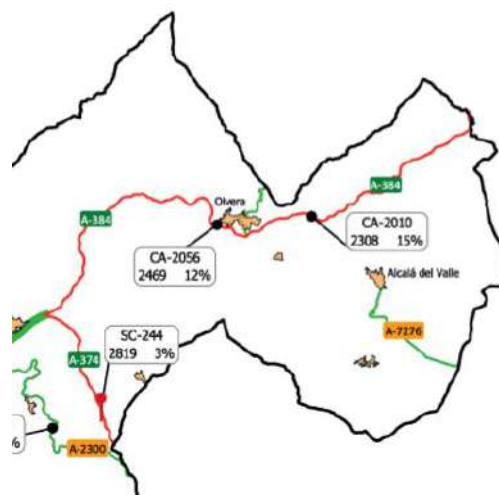 A-384
Olvera
A-384
CA-2010
2308 15%
CA-2056
2469 12%
Alcalá del Valle
A-7176
SC-244
2819 3%
A-374
%
A-2300